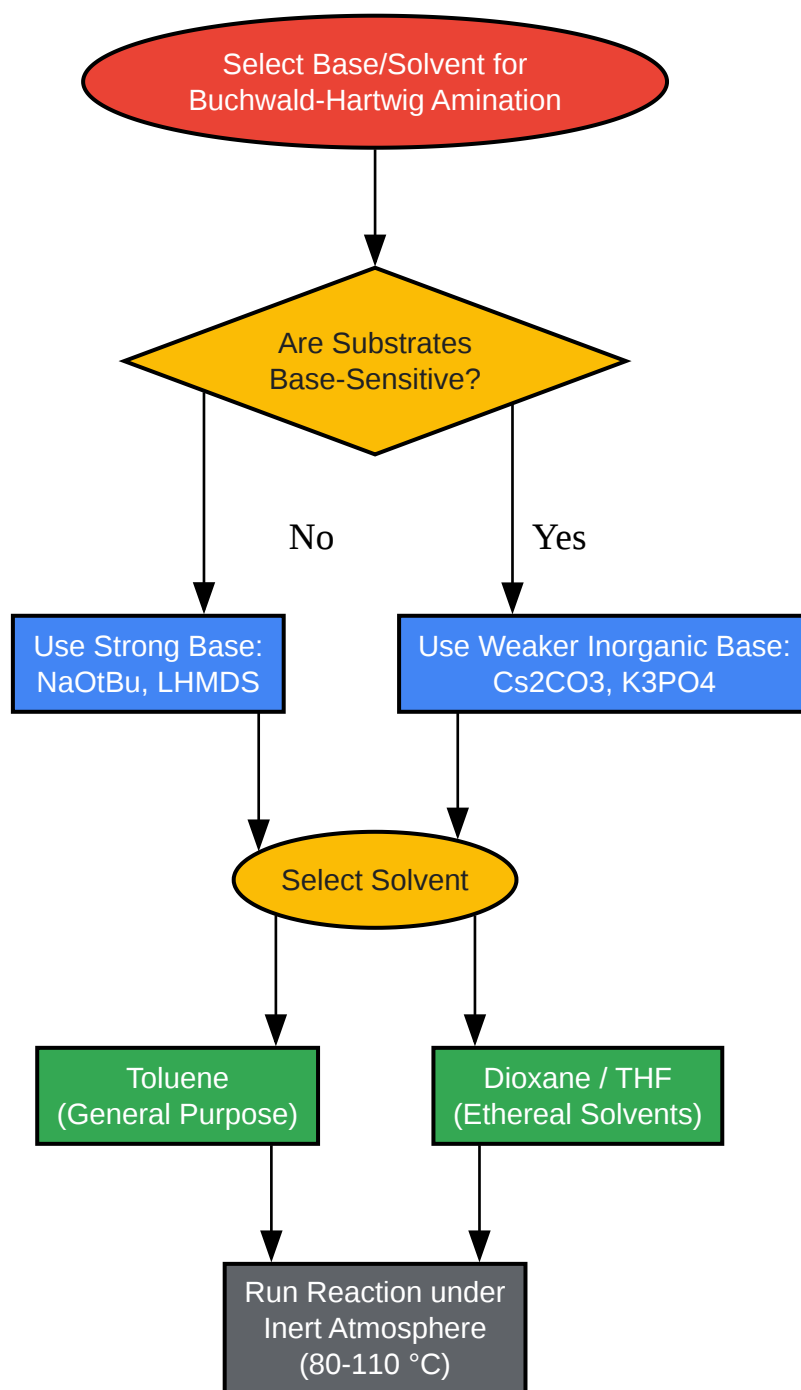 Select Base/Solvent for
Buchwald-Hartwig Amination
Are Substrates
Base-Sensitive?
No
Yes
Use Strong Base:
NaOtBu, LHMDS
Use Weaker Inorganic Base:
Cs2CO3, K3PO4
Select Solvent
Toluene
(General Purpose)
Dioxane / THF
(Ethereal Solvents)
Run Reaction under
Inert Atmosphere
(80-110 °C)